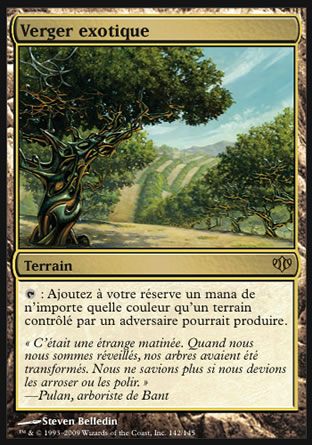 Verger exotique
Terrain
: Ajoutez à votre réserve un mana de
n'importe quelle couleur qu'un terrain
contrôlé par un adversaire pourrait produire.
« C'était une étrange matinée. Quand nous
nous sommes réveillés, nos arbres avaient été
transformés. Nous ne savions plus si nous devions
les arroser ou les polir. »
—Pulan, arboriste de Bant
Steven Belledin
™ & © 1993-2009 Wizards of the Coast, Inc. 142/145